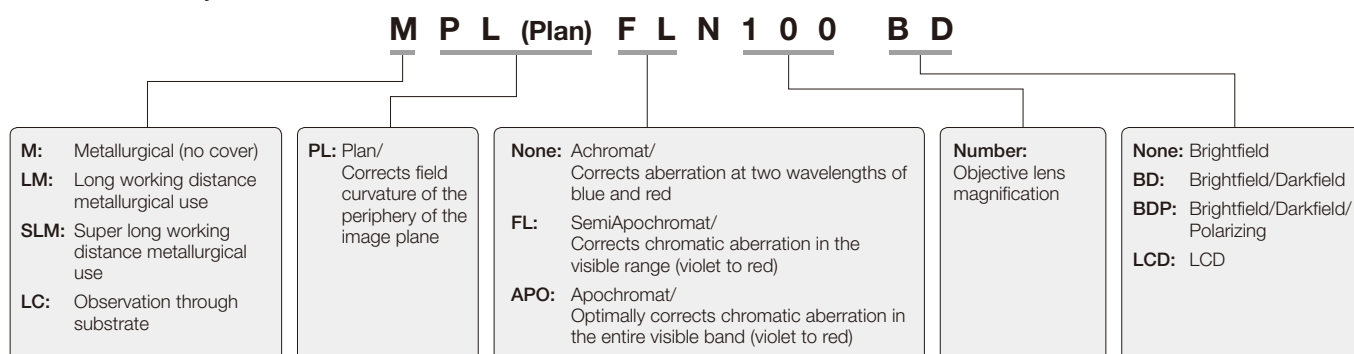 M P L (Plan) F L N 1 0 0 B D
M: Metallurgical (no cover)
LM: Long working distance
metallurgical use
SLM: Super long working
distance metallurgical
use
LC: Observation through
substrate
PL: Plan/
Corrects field
curvature of the
periphery of the
image plane
None: Achromat/
Corrects aberration at two wavelengths of
blue and red
FL: SemiApochromat/
Corrects chromatic aberration in the
visible range (violet to red)
APO: Apochromat/
Optimally corrects chromatic aberration in
the entire visible band (violet to red)
Number:
Objective lens
magnification
None: Brightfield
BD: Brightfield/Darkfield
BDP: Brightfield/Darkfield/
Polarizing
LCD: LCD